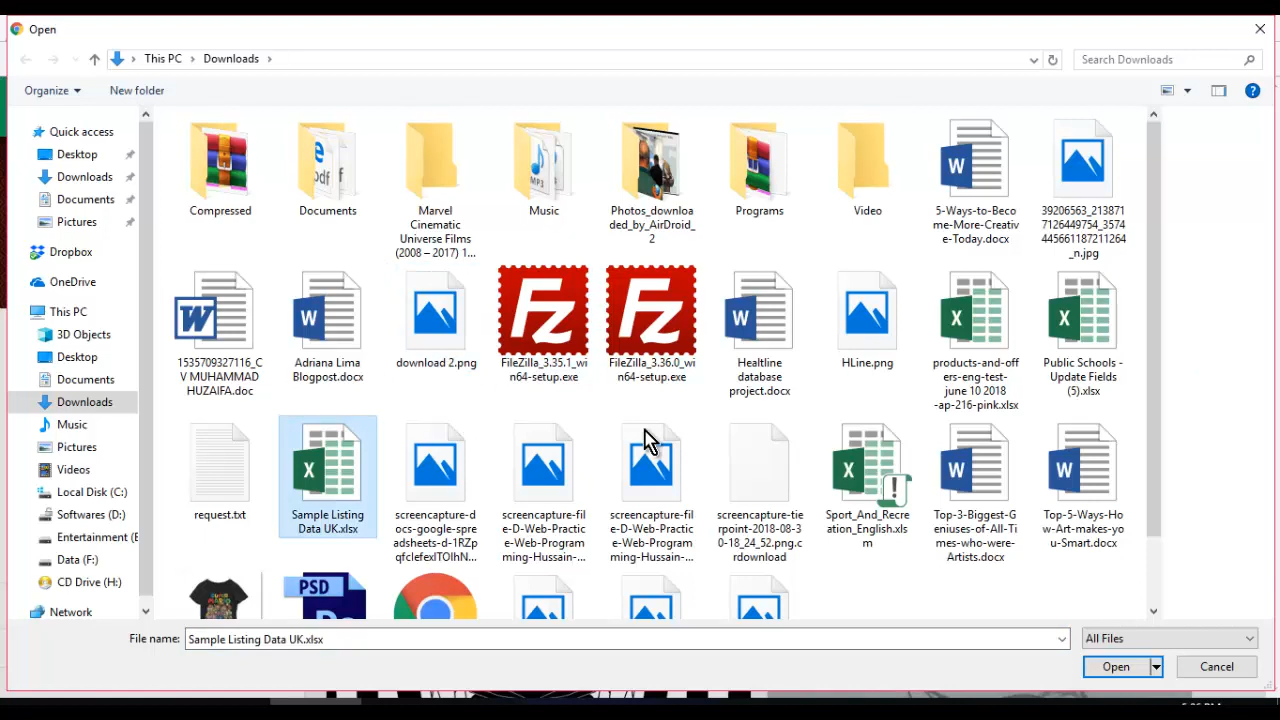 Open
This PC
Downloads
Search Downloads
Organize
New folder
Quick access
Desktop
Downloads
Documents
Pictures
Dropbox
OneDrive
This PC
3D Objects
Desktop
Documents
Downloads
Music
Pictures
Videos
Local Disk (C:)
Softwares (D:)
Entertainment (E
Data (F:)
CD Drive (H:)
Network
Compressed
Documents
Marvel
Cinematic
Universe Films
(2008 – 2017) 1...
Music
Photos_downloa
ded_by_AirDroid_
2
Programs
Video
W
5-Ways-to-Beco
me-More-Creativ
e-Today.docx
39206563_213871
7126449754_3574
445661187211264
_n.jpg
W
1535709327116_C
V MUHAMMAD
HUZAIFA.doc
W
Adriana Lima
Blogpost.docx
download 2.png
Fz
FileZilla_3.35.1_wi
n64-setup.exe
Fz
FileZilla_3.36.0_wi
n64-setup.exe
W
Healtline
database
project.docx
HLine.png
X
products-and-off
ers-eng-test-
june 10 2018
-ap-216-pink.xlsx
X
Public Schools -
Update Fields
(5).xlsx
request.txt
X
Sample Listing
Data UK.xlsx
screencapture-d
ocs-google-spre
adsheets-d-1RZp
qfclefexlTOlhN...
screencapture-fil
e-D-Web-Practic
e-Web-Program
ming-Hussain-...
screencapture-fil
e-D-Web-Practic
e-Web-Program
ming-Hussain-...
screencapture-tie
rpoint-2018-08-3
0-18_24_52.png.c
rdownload
X
Sport_And_Recre
ation_English.xls
m
W
Top-3-Biggest-G
eniuses-of-All-Ti
mes-who-were-
Artists.docx
W
Top-5-Ways-Ho
w-Art-makes-yo
u-Smart.docx
PSD
File name:
Sample Listing Data UK.xlsx
All Files
Open
Cancel